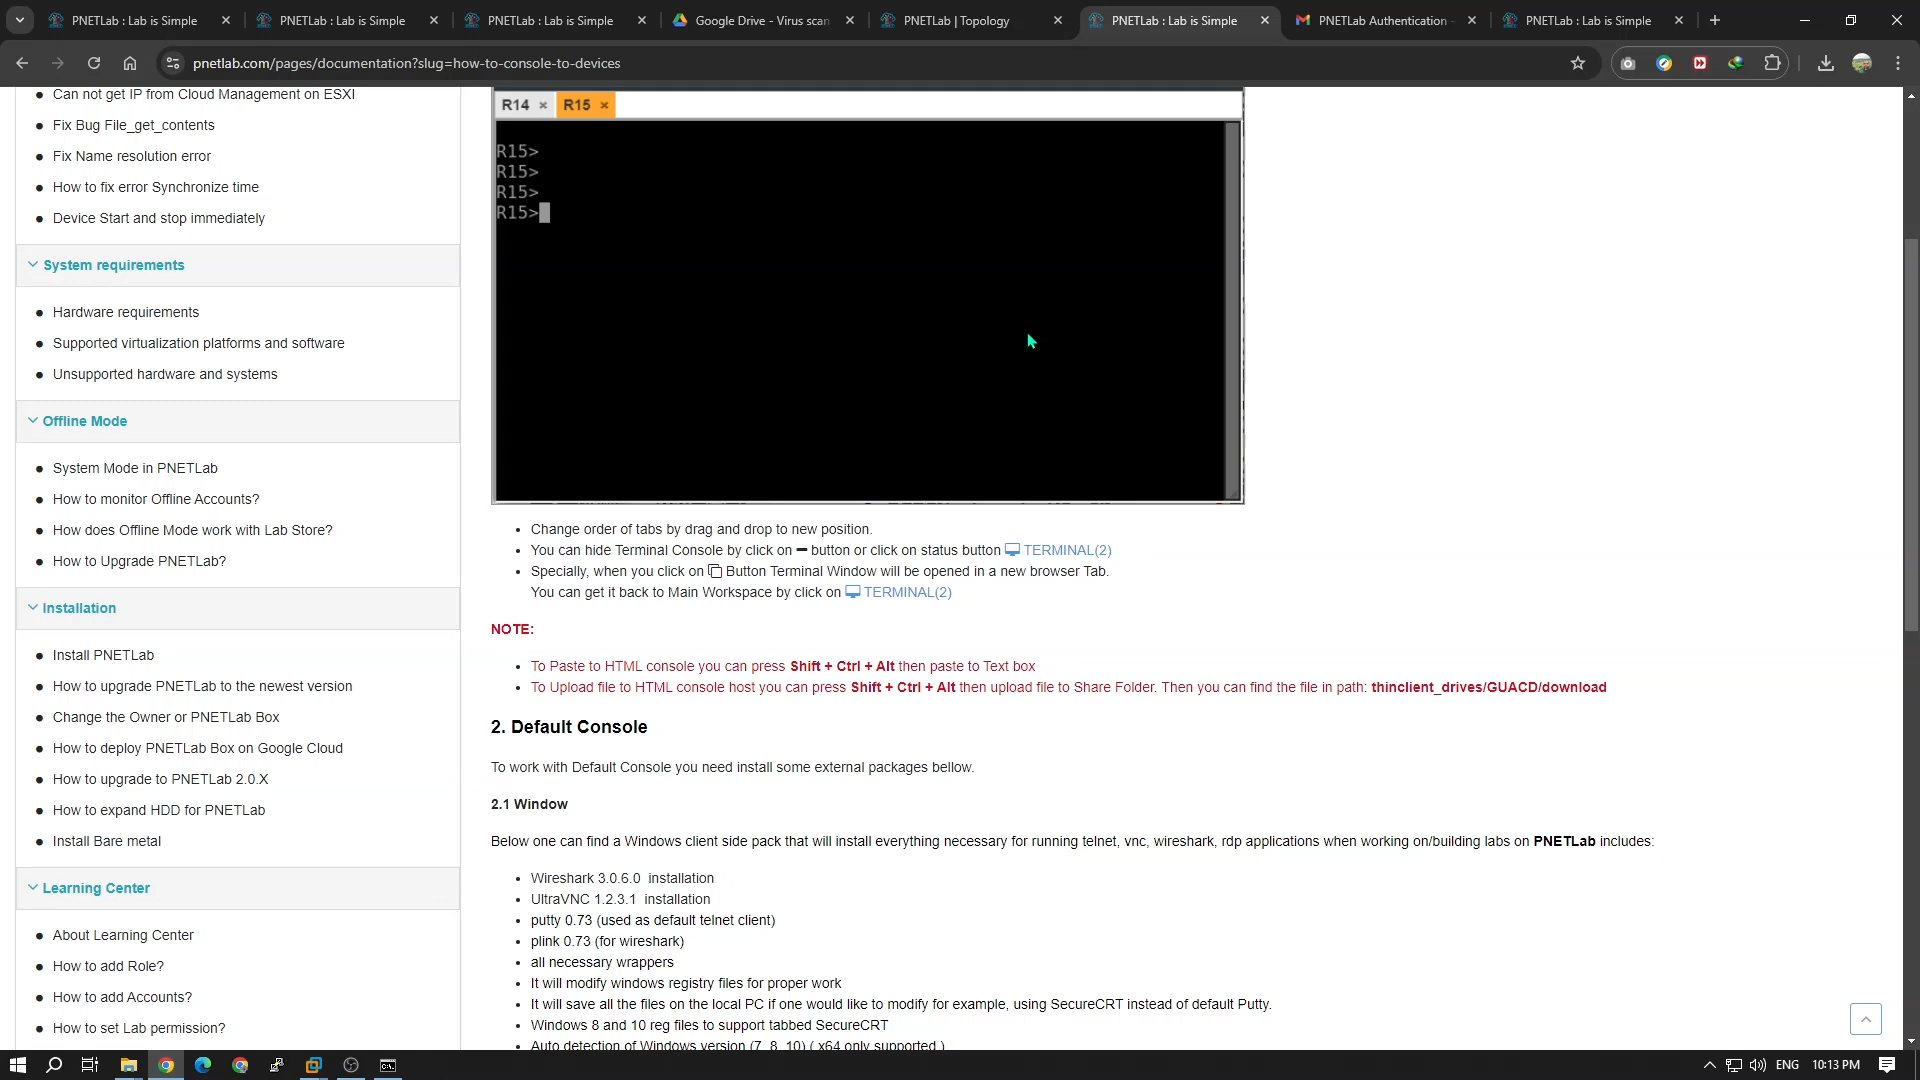 PNETLab : Lab is Simple
PNETLab : Lab is Simple
PNETLab : Lab is Simple
Google Drive - Virus scan
PNETLab | Topology
PNETLab : Lab is Simple
PNETLab Authentication
PNETLab : Lab is Simple
pnetlab.com/pages/documentation?slug=how-to-console-to-devices
Can not get IP from Cloud Management on ESXI
Fix Bug File_get_contents
Fix Name resolution error
How to fix error Synchronize time
Device Start and stop immediately
System requirements
Hardware requirements
Supported virtualization platforms and software
Unsupported hardware and systems
Offline Mode
System Mode in PNETLab
How to monitor Offline Accounts?
How does Offline Mode work with Lab Store?
How to Upgrade PNETLab?
Installation
Install PNETLab
How to upgrade PNETLab to the newest version
Change the Owner or PNETLab Box
How to deploy PNETLab Box on Google Cloud
How to upgrade to PNETLab 2.0.X
How to expand HDD for PNETLab
Install Bare metal
Learning Center
About Learning Center
How to add Role?
How to add Accounts?
How to set Lab permission?
R14 × R15 ×
R15>
R15>
R15>
R15>
Change order of tabs by drag and drop to new position.
You can hide Terminal Console by click on button or click on status button TERMINAL(2)
Specially, when you click on Button Terminal Window will be opened in a new browser Tab.
You can get it back to Main Workspace by click on TERMINAL(2)
NOTE:
To Paste to HTML console you can press Shift + Ctrl + Alt then paste to Text box
To Upload file to HTML console host you can press Shift + Ctrl + Alt then upload file to Share Folder. Then you can find the file in path: thinclient_drives/GUACD/download
2. Default Console
To work with Default Console you need install some external packages bellow.
2.1 Window
Below one can find a Windows client side pack that will install everything necessary for running telnet, vnc, wireshark, rdp applications when working on/building labs on PNETLab includes:
Wireshark 3.0.6.0 installation
UltraVNC 1.2.3.1 installation
putty 0.73 (used as default telnet client)
plink 0.73 (for wireshark)
all necessary wrappers
It will modify windows registry files for proper work
It will save all the files on the local PC if one would like to modify for example, using SecureCRT instead of default Putty.
Windows 8 and 10 reg files to support tabbed SecureCRT
Auto detection of Windows version (7, 8, 10) ( x64 only supported )
ENG
10:13 PM